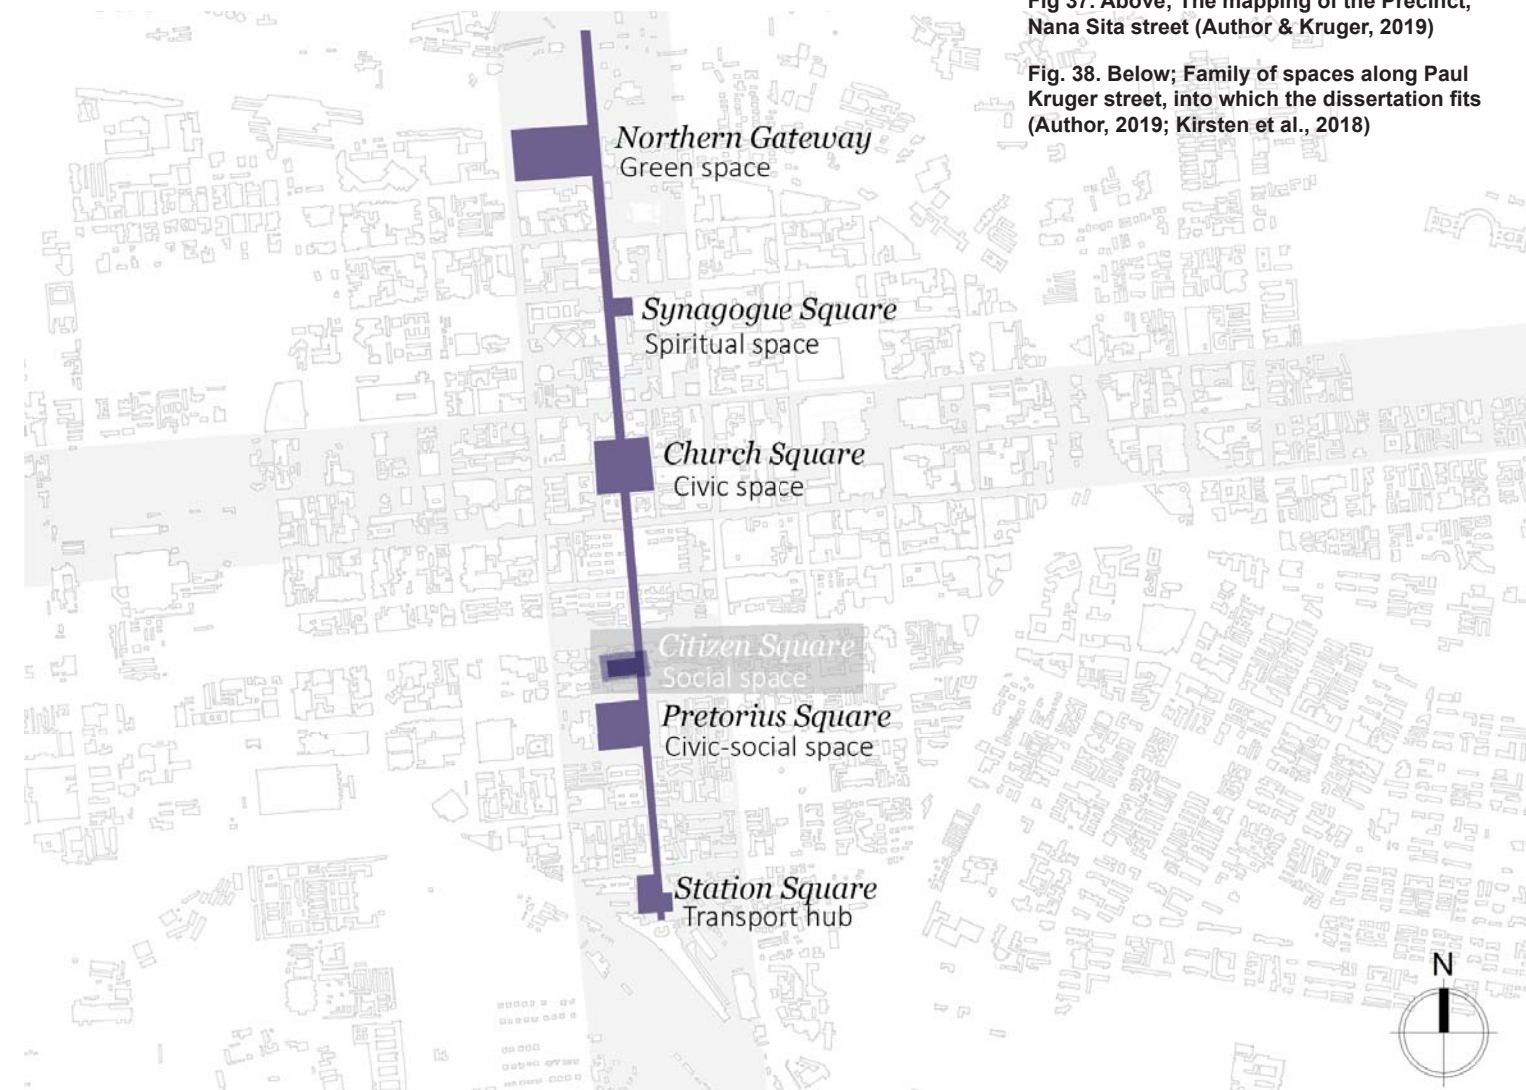 Fig 37. Above; The mapping of the Precinct,
Nana Sita street (Author & Kruger, 2019)
Fig. 38. Below; Family of spaces along Paul
Kruger street, into which the dissertation fits
(Author, 2019; Kirsten et al., 2018)
Northern Gateway
Green space
Synagogue Square
Spiritual space
Church Square
Civic space
Citizen Square
Social space
Pretorius Square
Civic-social space
Station Square
Transport hub
N